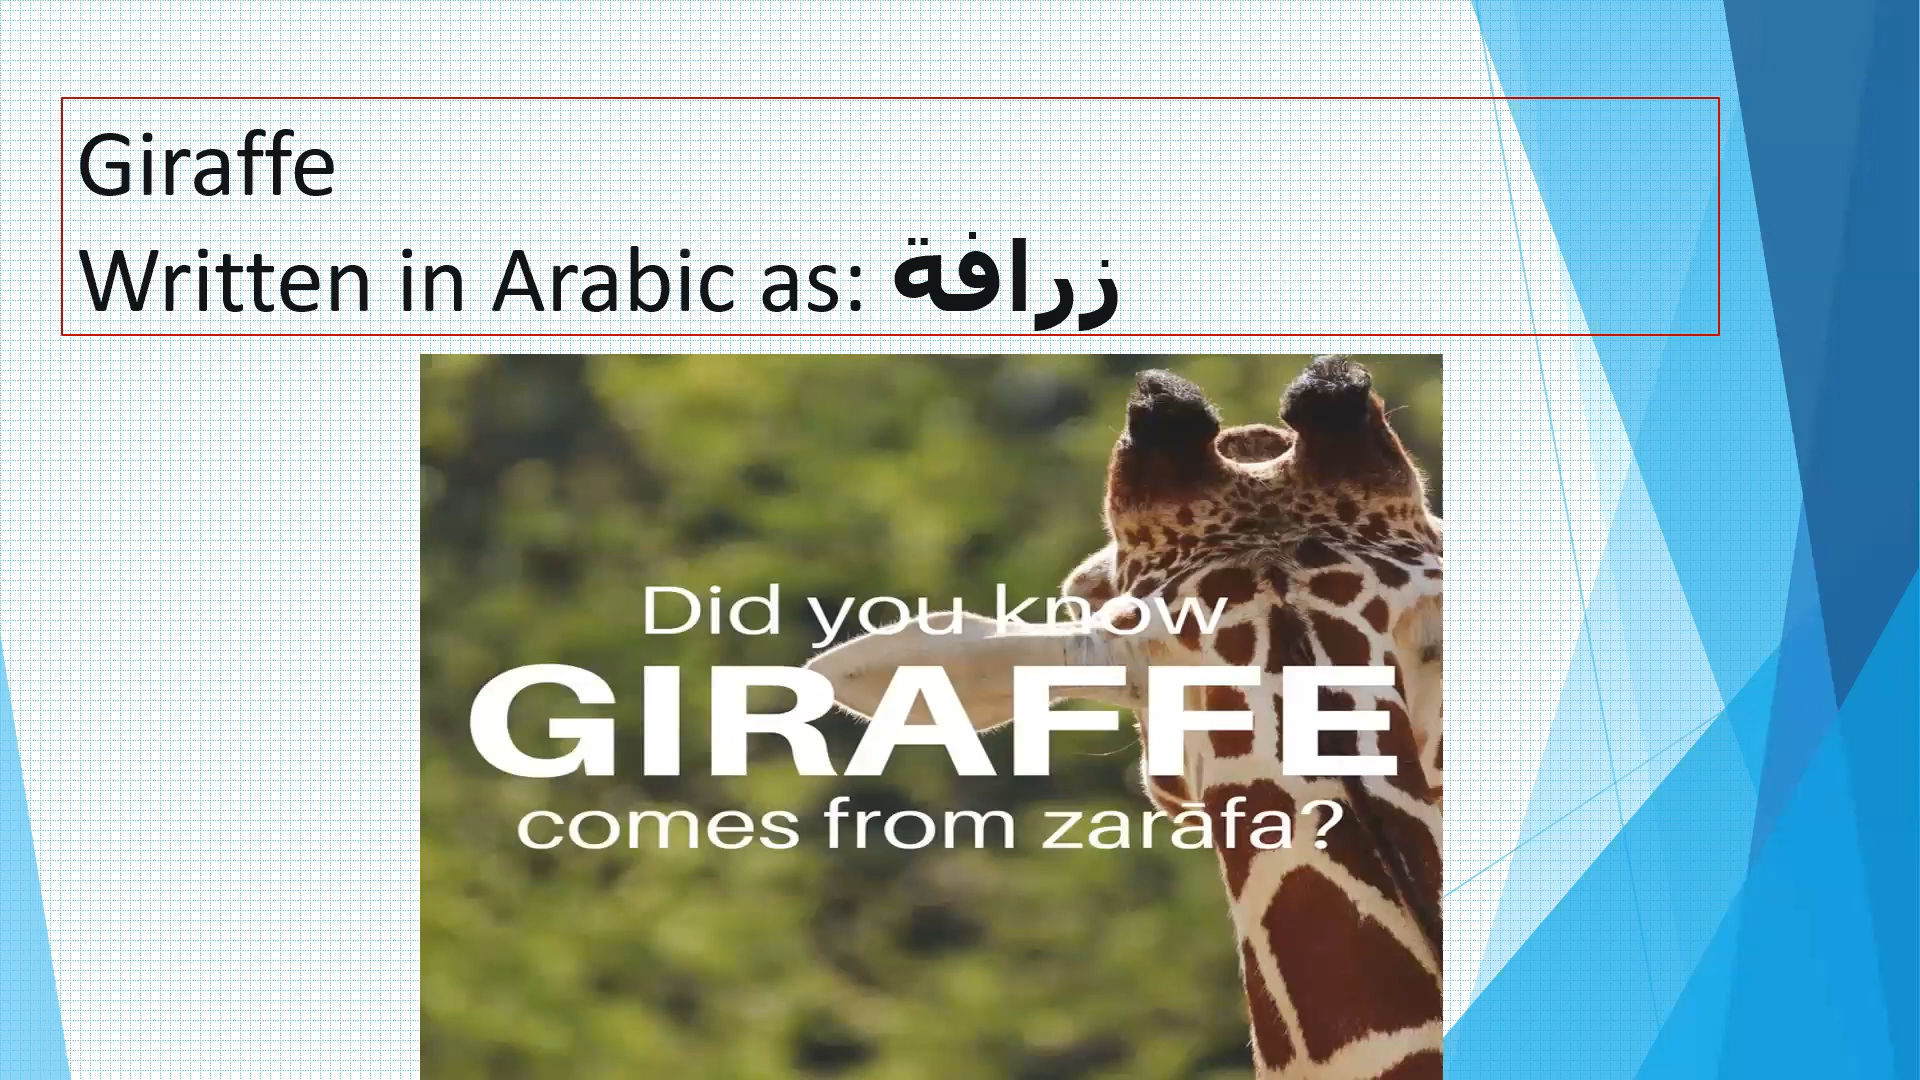 Giraffe
Written in Arabic as: زرافة
Did you know
GIRAFFE
comes from zarāfa?